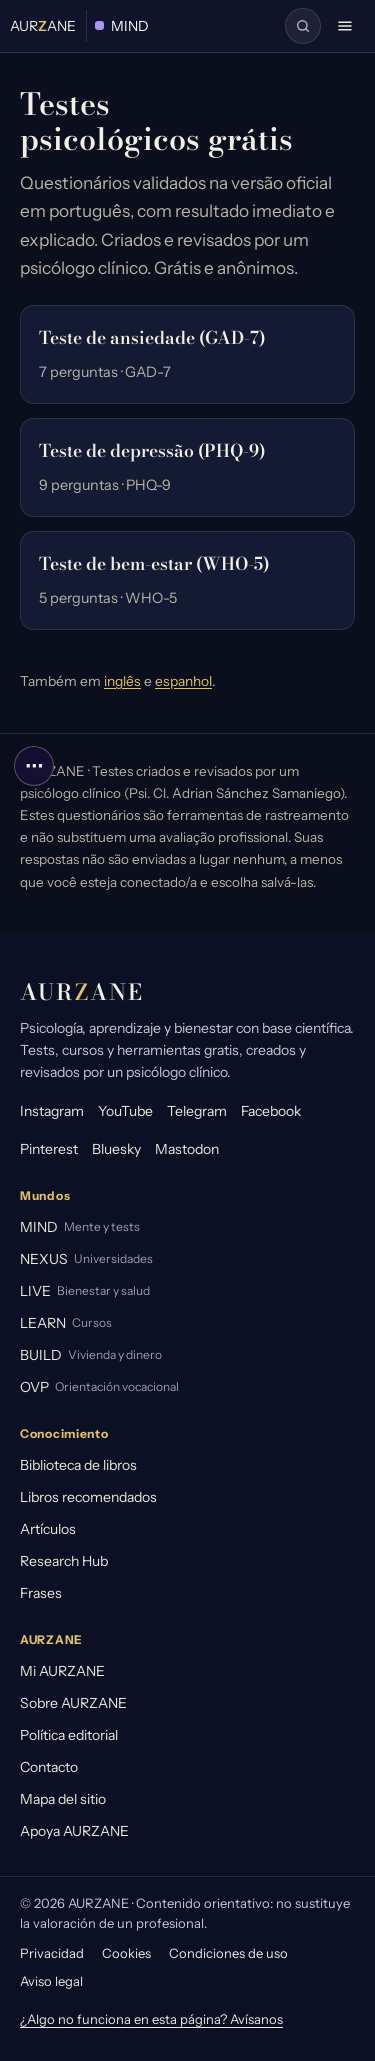 AURZANE MIND
Testes
psicológicos grátis
Questionários validados na versão oficial
em português, com resultado imediato e
explicado. Criados e revisados por um
psicólogo clínico. Grátis e anônimos.
Teste de ansiedade (GAD-7)
7 perguntas · GAD-7
Teste de depressão (PHQ-9)
9 perguntas · PHQ-9
Teste de bem-estar (WHO-5)
5 perguntas · WHO-5
Também em inglês e espanhol.
ZANE · Testes criados e revisados por um
psicólogo clínico (Psi. Cl. Adrian Sánchez Samaniego).
Estes questionários são ferramentas de rastreamento
e não substituem uma avaliação profissional. Suas
respostas não são enviadas a lugar nenhum, a menos
que você esteja conectado/a e escolha salvá-las.
AURZANE
Psicología, aprendizaje y bienestar con base científica.
Tests, cursos y herramientas gratis, creados y
revisados por un psicólogo clínico.
Instagram YouTube Telegram Facebook
Pinterest Bluesky Mastodon
Mundos
MIND Mente y tests
NEXUS Universidades
LIVE Bienestar y salud
LEARN Cursos
BUILD Vivienda y dinero
OVP Orientación vocacional
Conocimiento
Biblioteca de libros
Libros recomendados
Artículos
Research Hub
Frases
AURZANE
Mi AURZANE
Sobre AURZANE
Política editorial
Contacto
Mapa del sitio
Apoya AURZANE
© 2026 AURZANE · Contenido orientativo: no sustituye
la valoración de un profesional.
Privacidad Cookies Condiciones de uso
Aviso legal
¿Algo no funciona en esta página? Avísanos